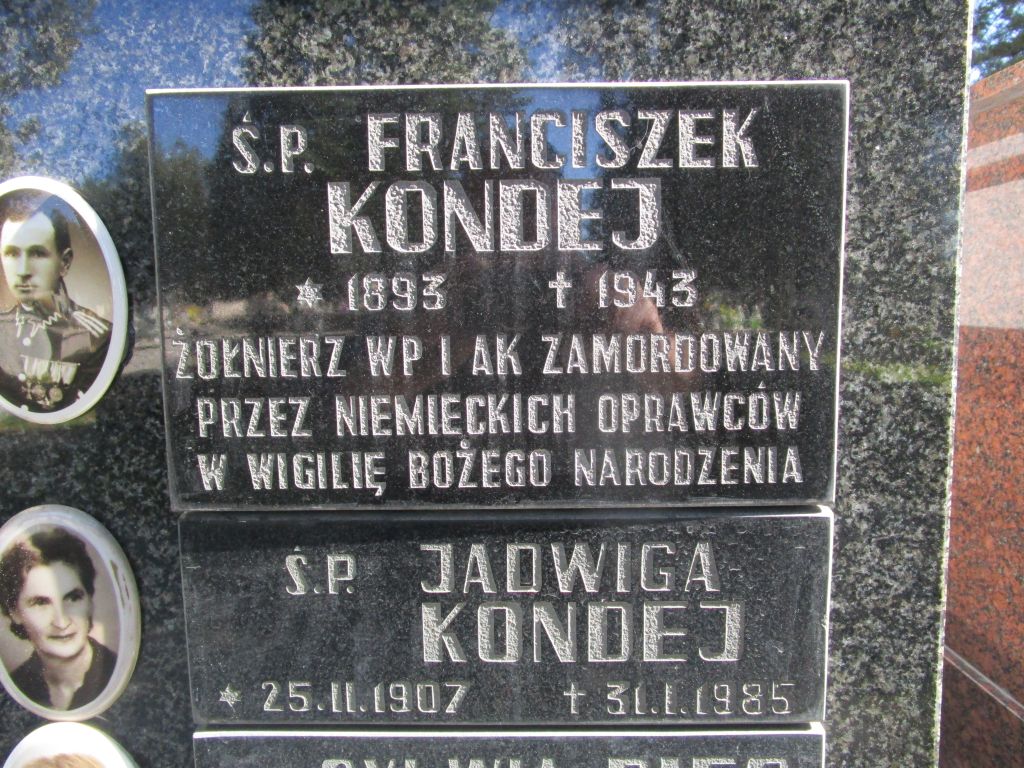 Ś.P. FRANCISZEK
KONDEJ
* 1893 † 1943
ŻOŁNIERZ WP I AK ZAMORDOWANY
PRZEZ NIEMIECKICH OPRAWCÓW
W WIGILIĘ BOŻEGO NARODZENIA
Ś.P. JADWIGA
KONDEJ
* 25.II.1907 † 31.I.1985